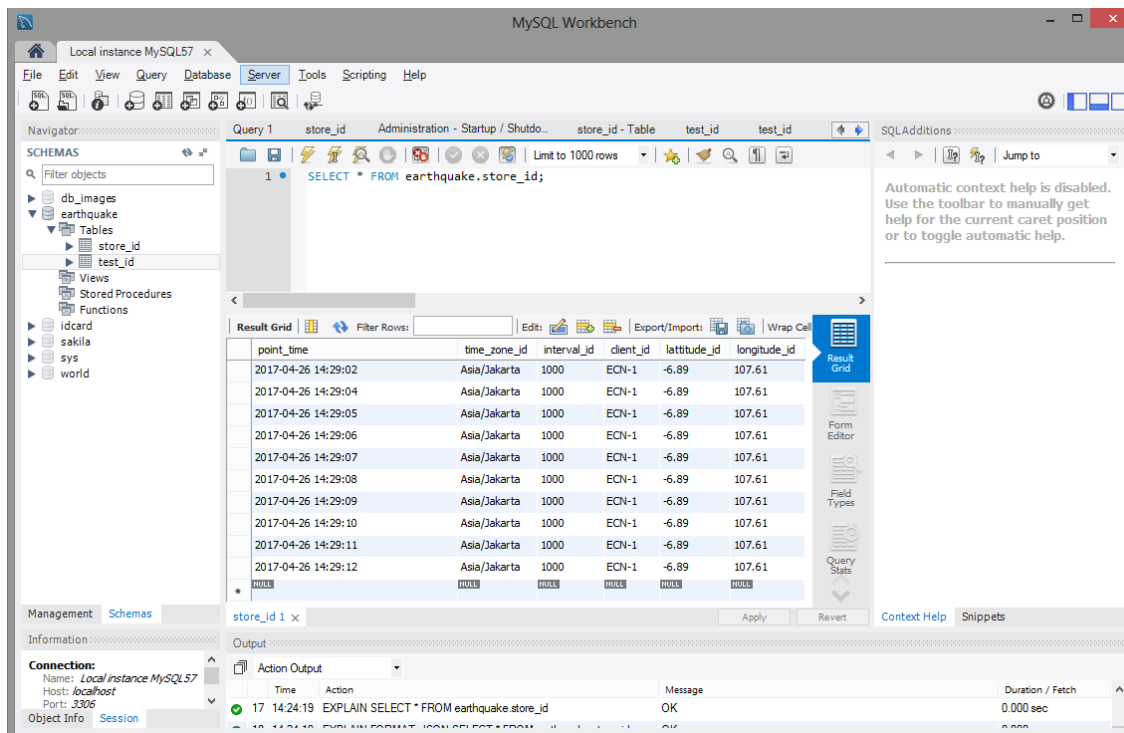 MySQL Workbench
Local instance MySQL57 ×
File Edit View Query Database Server Tools Scripting Help
Navigator
SCHEMAS
Filter objects
db_images
earthquake
Tables
store_id
test_id
Views
Stored Procedures
Functions
idcard
sakila
sys
world
Management Schemas
Information
Connection:
Name: Local instance MySQL57
Host: localhost
Port: 3306
Object Info Session
Query 1 store_id Administration - Startup / Shutdo... store_id - Table test_id test_id
Limit to 1000 rows
1 SELECT * FROM earthquake.store_id;
Result Grid Filter Rows: Edit: Export/Import: Wrap Cel
point_time time_zone_id interval_id client_id lattitude_id longitude_id
2017-04-26 14:29:02 Asia/Jakarta 1000 ECN-1 -6.89 107.61
2017-04-26 14:29:04 Asia/Jakarta 1000 ECN-1 -6.89 107.61
2017-04-26 14:29:05 Asia/Jakarta 1000 ECN-1 -6.89 107.61
2017-04-26 14:29:06 Asia/Jakarta 1000 ECN-1 -6.89 107.61
2017-04-26 14:29:07 Asia/Jakarta 1000 ECN-1 -6.89 107.61
2017-04-26 14:29:08 Asia/Jakarta 1000 ECN-1 -6.89 107.61
2017-04-26 14:29:09 Asia/Jakarta 1000 ECN-1 -6.89 107.61
2017-04-26 14:29:10 Asia/Jakarta 1000 ECN-1 -6.89 107.61
2017-04-26 14:29:11 Asia/Jakarta 1000 ECN-1 -6.89 107.61
2017-04-26 14:29:12 Asia/Jakarta 1000 ECN-1 -6.89 107.61
* NULL NULL NULL NULL NULL NULL
Result
Grid
Form
Editor
Field
Types
Query
Stats
store_id 1 × Apply Revert
SQLAdditions
Jump to
Automatic context help is disabled.
Use the toolbar to manually get
help for the current caret position
or to toggle automatic help.
Context Help Snippets
Output
Action Output
Time Action Message Duration / Fetch
17 14:24:19 EXPLAIN SELECT * FROM earthquake.store_id OK 0.000 sec